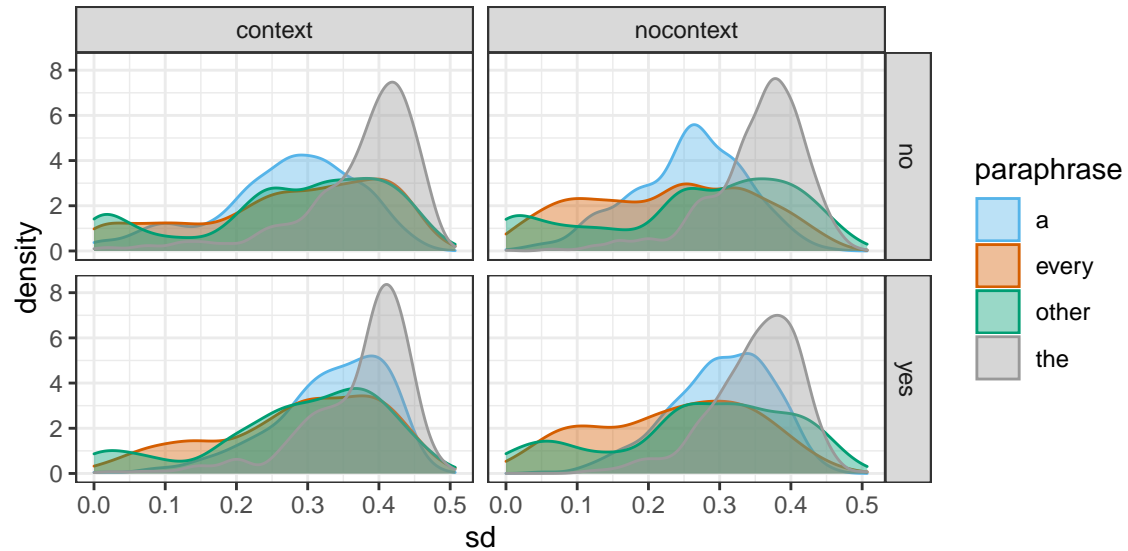 context
nocontext
8
6
4
2
0
no
8
6
4
2
0
yes
density
0.0 0.1 0.2 0.3 0.4 0.5
0.0 0.1 0.2 0.3 0.4 0.5
sd
paraphrase
a
every
other
the